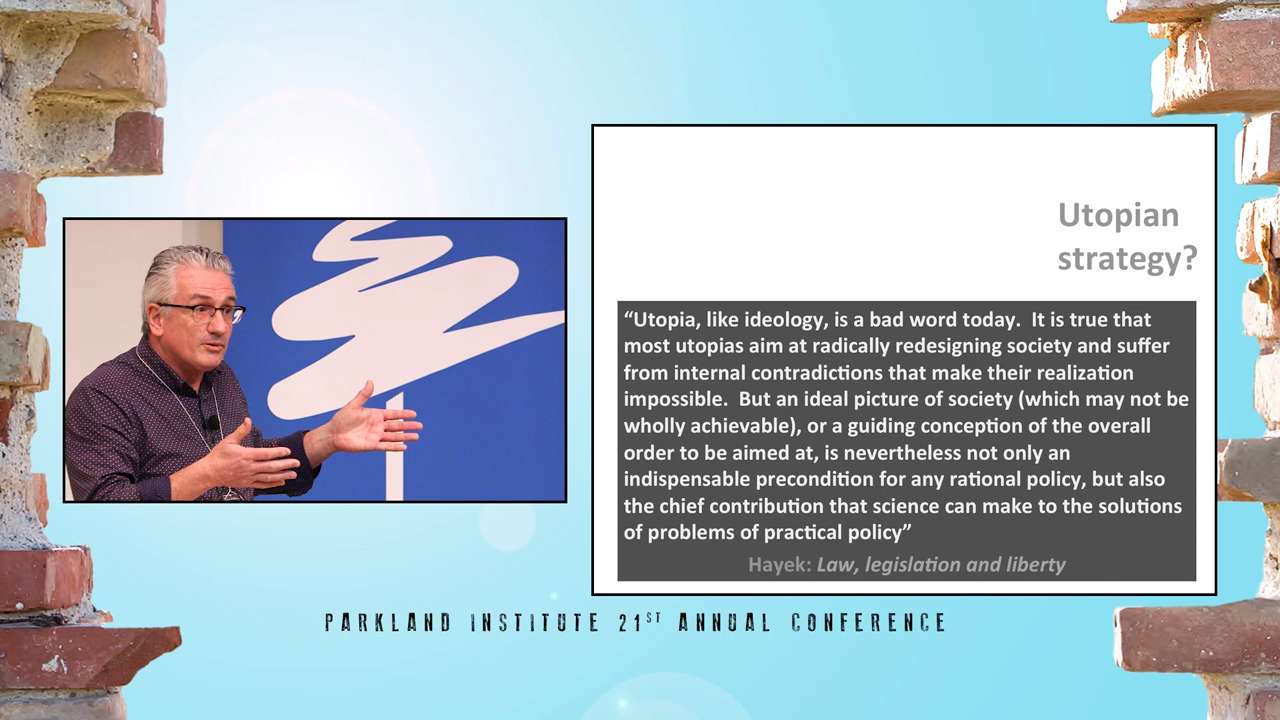 Utopian
strategy?
“Utopia, like ideology, is a bad word today.  It is true that
most utopias aim at radically redesigning society and suffer
from internal contradictions that make their realization
impossible.  But an ideal picture of society (which may not be
wholly achievable), or a guiding conception of the overall
order to be aimed at, is nevertheless not only an
indispensable precondition for any rational policy, but also
the chief contribution that science can make to the solutions
of problems of practical policy”
Hayek: Law, legislation and liberty
PARKLAND INSTITUTE 21ST ANNUAL CONFERENCE